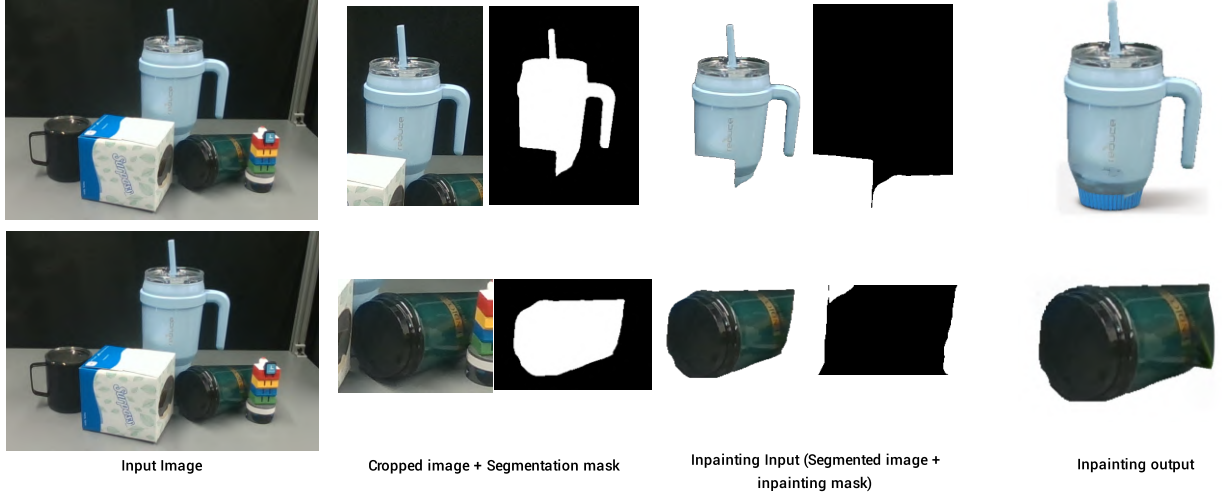 Input Image
Cropped image + Segmentation mask
Inpainting Input (Segmented image +
inpainting mask)
Inpainting output